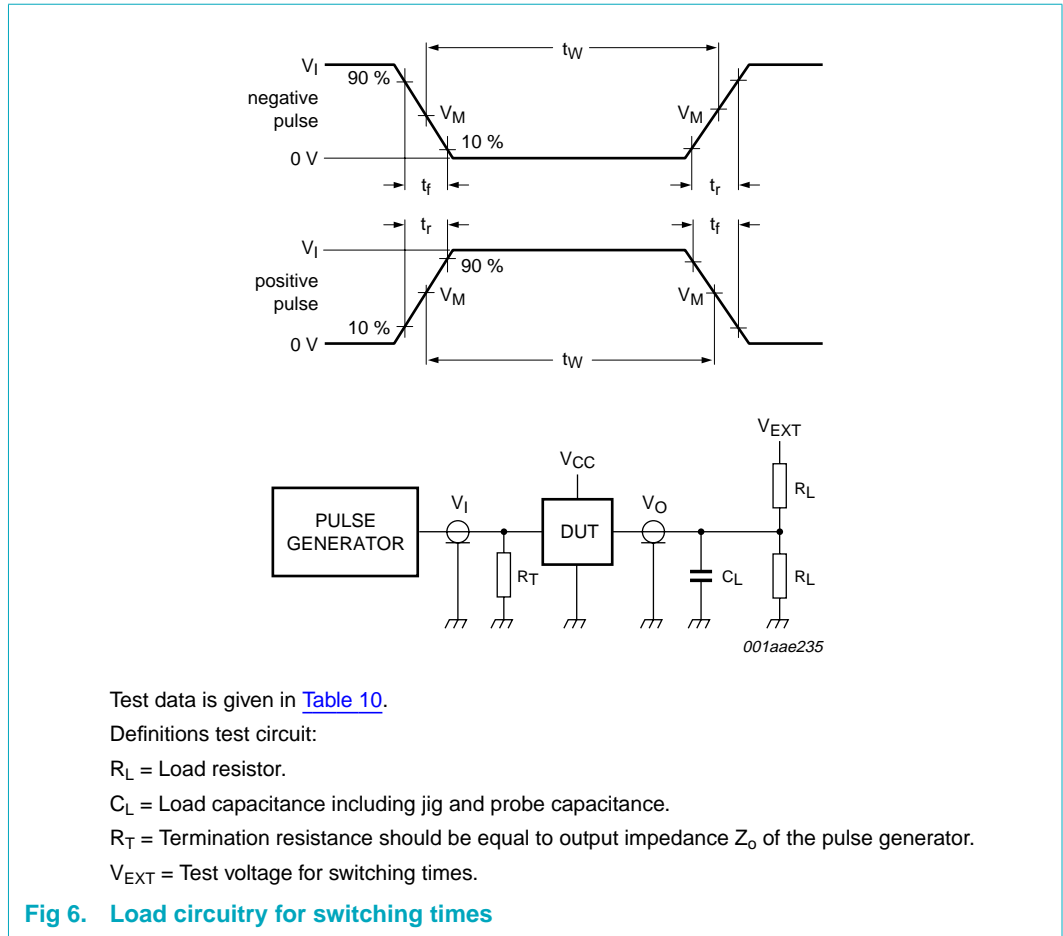 tW
VI
90 %
negative
pulse
VM
VM
10 %
0 V
tf
tr
tr
tf
VI
90 %
positive
pulse
VM
VM
10 %
0 V
tW
VEXT
VCC
RL
VI
VO
PULSE
GENERATOR
DUT
RT
CL
RL
001aae235
Test data is given in Table 10.
Definitions test circuit:
RL = Load resistor.
CL = Load capacitance including jig and probe capacitance.
RT = Termination resistance should be equal to output impedance Zo of the pulse generator.
VEXT = Test voltage for switching times.
Fig 6. Load circuitry for switching times